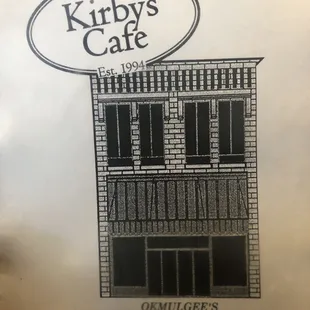 Kirbys
Cafe
Est. 1994
OKMULGEE'S